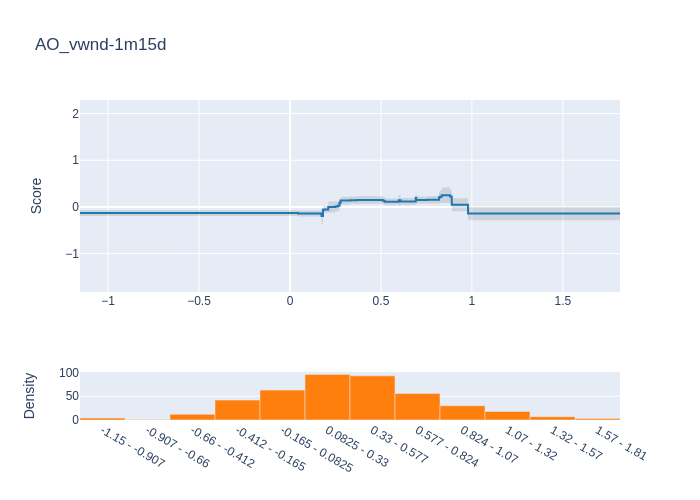 AO_vwnd-1m15d
Score
2
1
0
−1
−1
−0.5
0
0.5
1
1.5
Density
100
50
0
-1.15 - -0.907
-0.907 - -0.66
-0.66 - -0.412
-0.412 - -0.165
-0.165 - 0.0825
0.0825 - 0.33
0.33 - 0.577
0.577 - 0.824
0.824 - 1.07
1.07 - 1.32
1.32 - 1.57
1.57 - 1.81